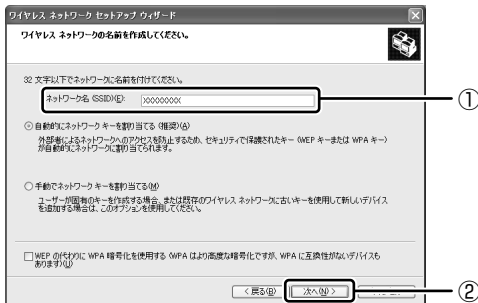 ワイヤレス ネットワーク セットアップ ウィザード
ワイヤレス ネットワークの名前を作成してください。
32 文字以下でネットワークに名前を付けてください。
ネットワーク名 (SSID)(E): XXXXXXXX
①
自動的にネットワーク キーを割り当てる (推奨)(A)
外部者によるネットワークへのアクセスを防止するため、セキュリティで保護されたキー (WEP キーまたは WPA キー)
が自動的にネットワークに割り当てられます。
手動でネットワーク キーを割り当てる(M)
ユーザーが固有のキーを作成する場合、または既存のワイヤレス ネットワークに古いキーを使用して新しいデバイス
を追加する場合は、このオプションを使用してください。
WEP の代わりに WPA 暗号化を使用する (WPA はより高度な暗号化ですが、WPA に互換性がないデバイスも
あります)(U)
< 戻る(B) 次へ(N) >
②